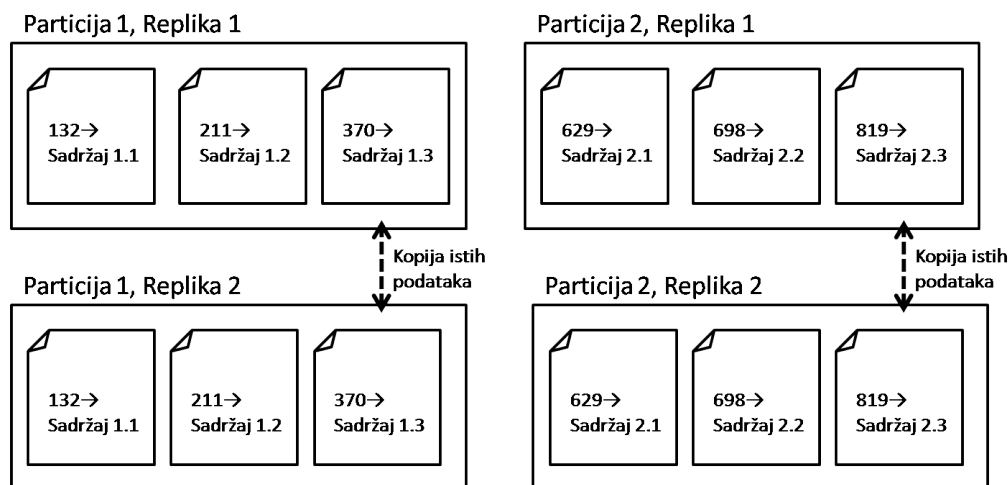 Particija 1, Replika 1
132→
Sadržaj 1.1
211→
Sadržaj 1.2
370→
Sadržaj 1.3
Particija 2, Replika 1
629→
Sadržaj 2.1
698→
Sadržaj 2.2
819→
Sadržaj 2.3
Kopija istih
podataka
Kopija istih
podataka
Particija 1, Replika 2
132→
Sadržaj 1.1
211→
Sadržaj 1.2
370→
Sadržaj 1.3
Particija 2, Replika 2
629→
Sadržaj 2.1
698→
Sadržaj 2.2
819→
Sadržaj 2.3